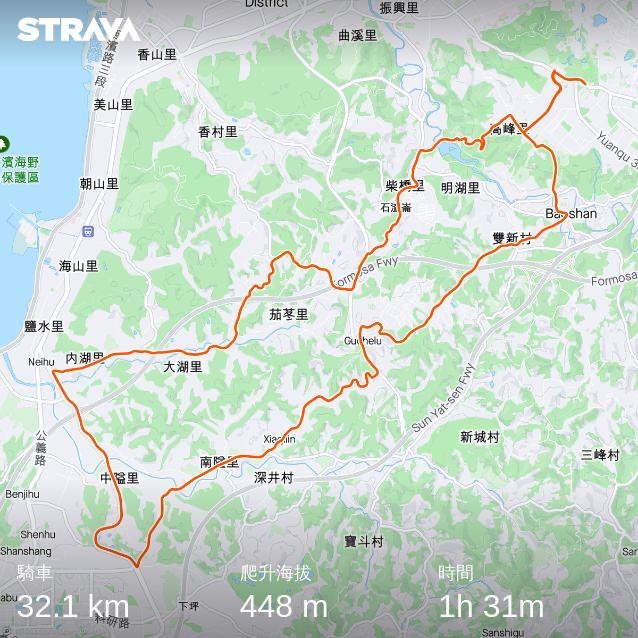 STRAVA
District
振興里
海
濱
路
三
段
香山里
曲溪里
美山里
香村里
高峰里
濱海野
保護區
Yuanqu 3
朝山里
柴橋里
明湖里
石渣崙
Baoshan
雙新村
海山里
Formosa Fwy
Formosa
茄苳里
鹽水里
Guchelu
內湖里
Neihu
大湖里
Sun Yat-sen Fwy
公
義
路
新城村
南隘里
三峰村
中隘里
深井村
Benjihu
Shenhu
寶斗村
Shanshang
騎車
爬升海拔
時間
32.1 km
448 m
1h 31m
下坪
科研路
Sanshigu